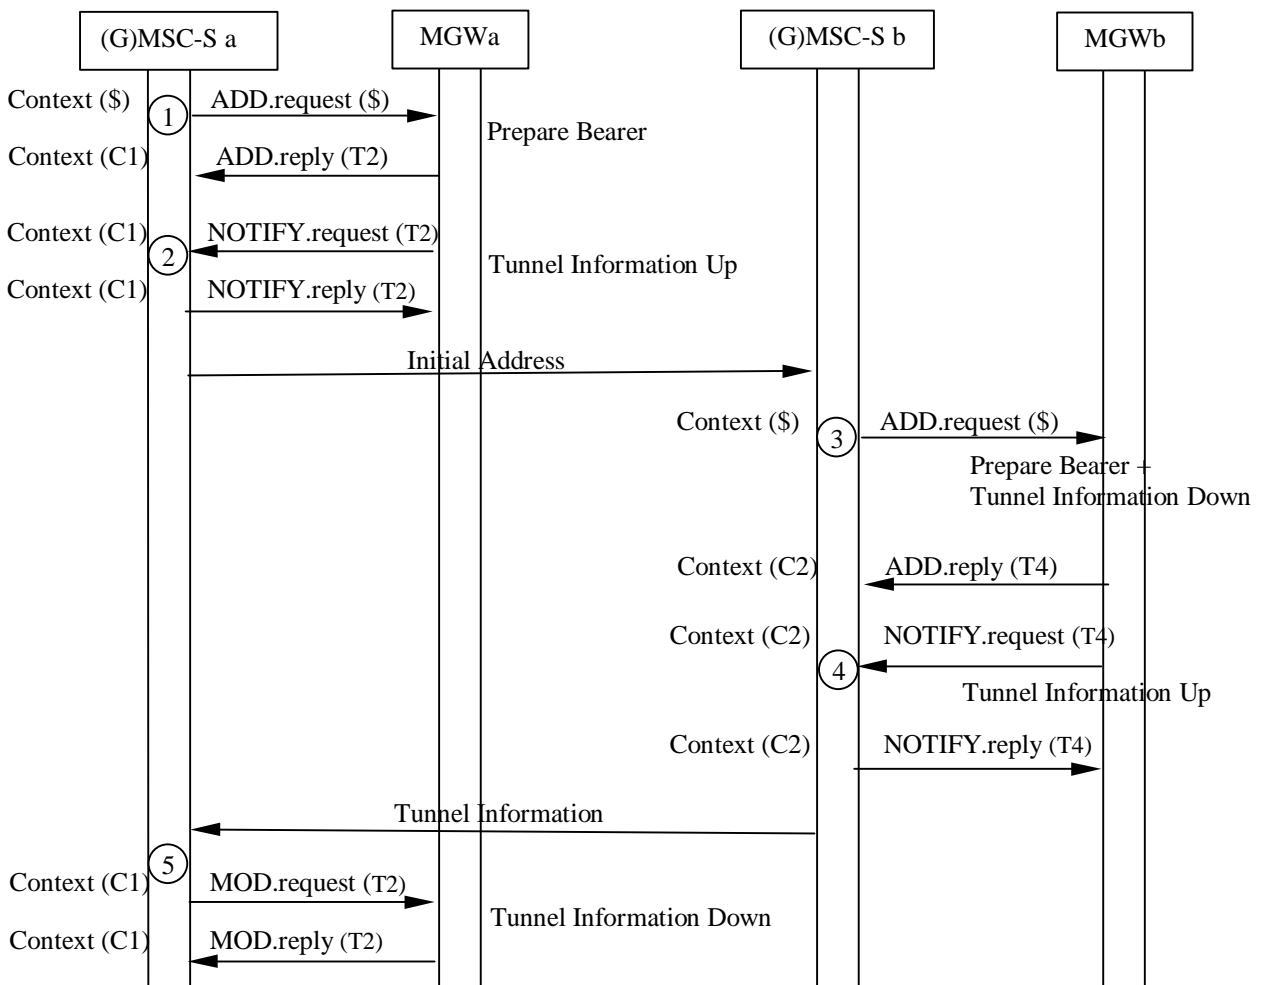 (G)MSC-S a
MGWa
(G)MSC-S b
MGWb
Context ($)
1
ADD.request ($)
Prepare Bearer
Context (C1)
ADD.reply (T2)
Context (C1)
NOTIFY.request (T2)
2
Tunnel Information Up
Context (C1)
NOTIFY.reply (T2)
Initial Address
Context ($)
3
ADD.request ($)
Prepare Bearer +
Tunnel Information Down
Context (C2)
ADD.reply (T4)
Context (C2)
NOTIFY.request (T4)
4
Tunnel Information Up
Context (C2)
NOTIFY.reply (T4)
Tunnel Information
5
Context (C1)
MOD.request (T2)
Tunnel Information Down
Context (C1)
MOD.reply (T2)